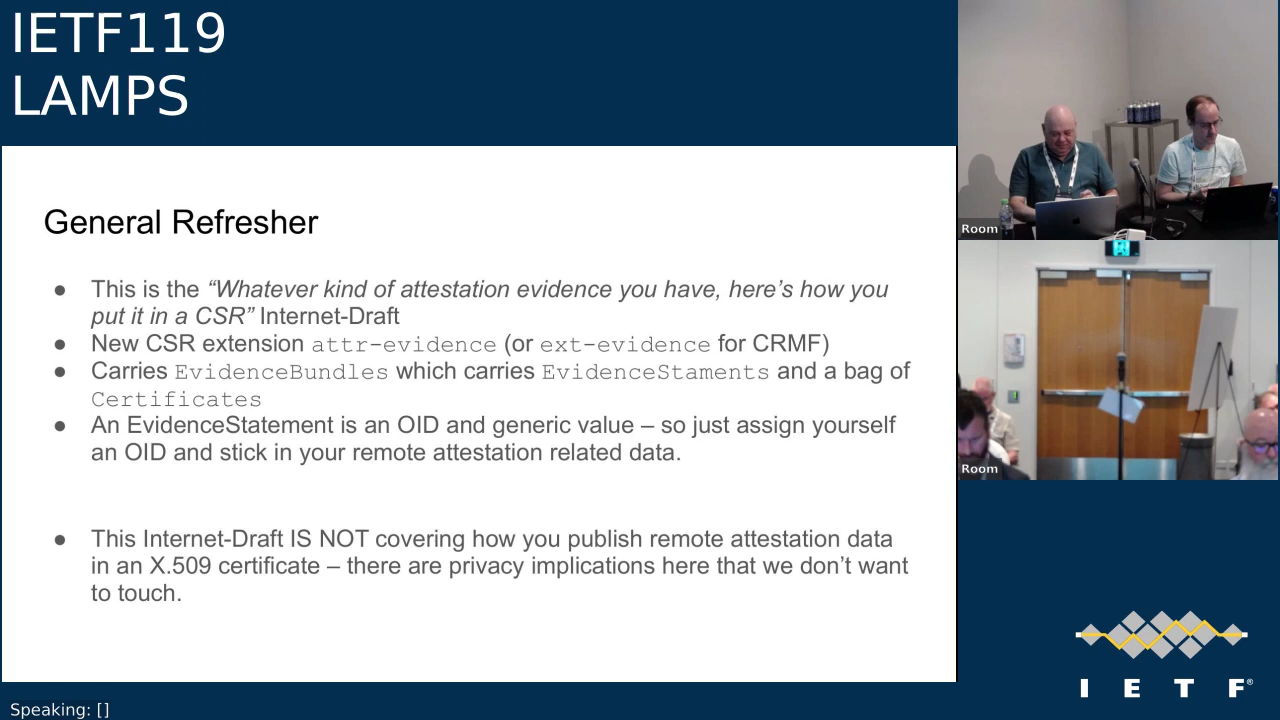 IETF119
LAMPS
General Refresher
● This is the “Whatever kind of attestation evidence you have, here’s how you
put it in a CSR” Internet-Draft
● New CSR extension attr-evidence (or ext-evidence for CRMF)
● Carries EvidenceBundles which carries EvidenceStaments and a bag of
Certificates
● An EvidenceStatement is an OID and generic value – so just assign yourself
an OID and stick in your remote attestation related data.
● This Internet-Draft IS NOT covering how you publish remote attestation data
in an X.509 certificate – there are privacy implications here that we don’t want
to touch.
Room
Room
I E T F®
Speaking: []